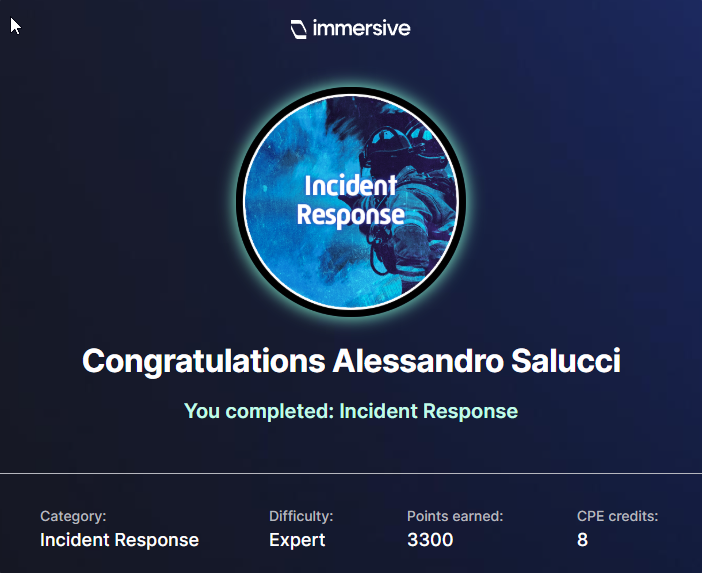 immersive
Incident
Response
Congratulations Alessandro Salucci
You completed: Incident Response
Category:
Incident Response
Difficulty:
Expert
Points earned:
3300
CPE credits:
8